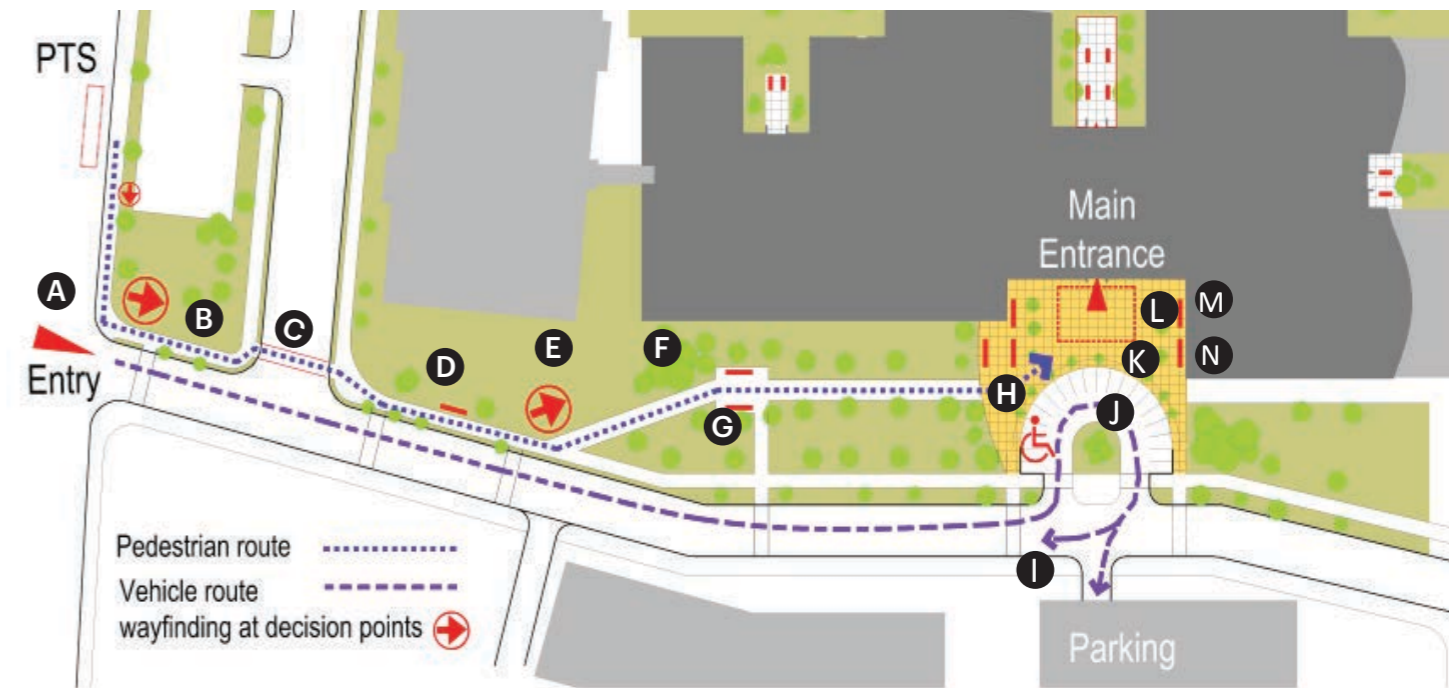 PTS
A
B
C
Entry
D
E
F
G
Main
Entrance
L
M
K
N
H
J
I
Pedestrian route
Vehicle route
wayfinding at decision points
Parking